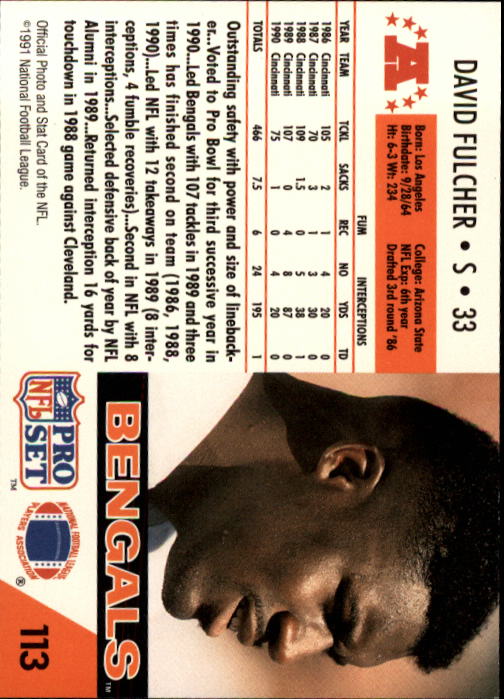 DAVID FULCHER • S • 33
A
Born: Los Angeles
Birthdate: 9/28/64
Ht: 6-3 Wt: 234
College: Arizona State
NFL Exp: 6th year
Drafted 3rd round '86
FUM INTERCEPTIONS
YEAR TEAM TCKL SACKS REC NO YDS TD
1986 Cincinnati 105 2 1 4 20 0
1987 Cincinnati 70 3 1 3 30 0
1988 Cincinnati 109 1.5 0 5 38 1
1989 Cincinnati 107 0 4 8 87 0
1990 Cincinnati 75 1 0 4 20 0
TOTALS 466 7.5 6 24 195 1
Outstanding safety with power and size of lineback-
er...Voted to Pro Bowl for third successive year in
1990...Led Bengals with 107 tackles in 1989 and three
times has finished second on team (1986, 1988,
1990)...Led NFL with 12 takeaways in 1989 (8 inter-
ceptions, 4 fumble recoveries)...Second in NFL with 8
interceptions...Selected defensive back of year by NFL
Alumni in 1989...Returned interception 16 yards for
touchdown in 1988 game against Cleveland.
Official Photo and Stat Card of the NFL.
©1991 National Football League.
BENGALS™
PRO
NFL SET™
NATIONAL FOOTBALL LEAGUE
PLAYERS ASSOCIATION®
113